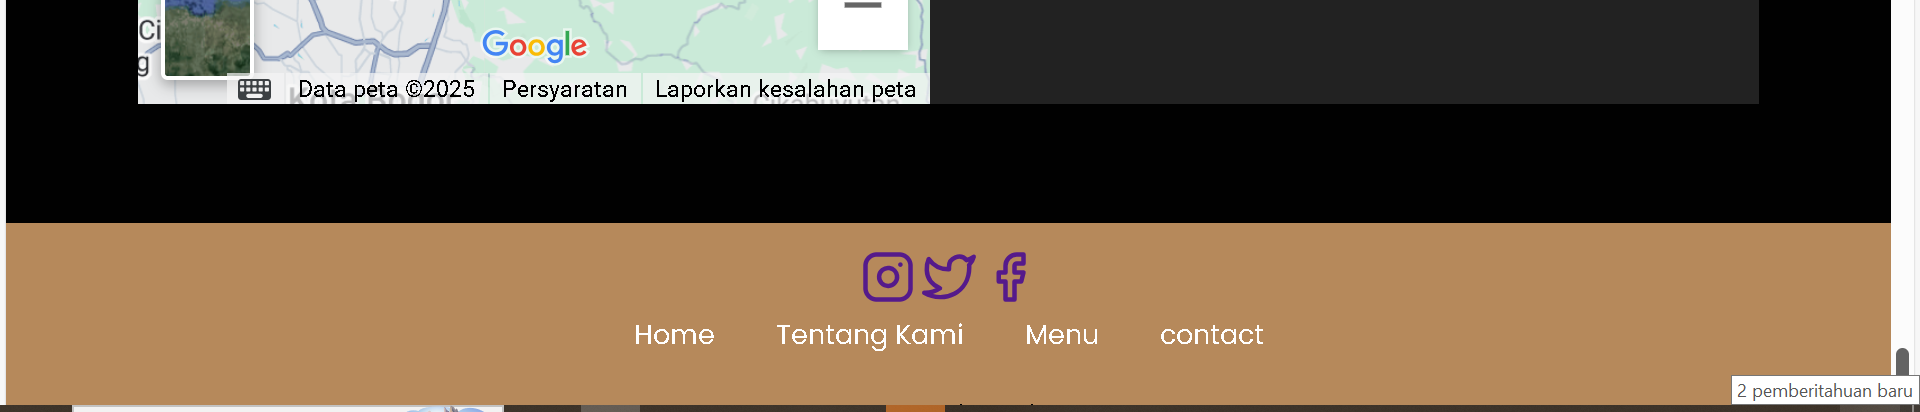 Ci
g
Google
Data peta ©2025 Persyaratan Laporkan kesalahan peta
Home Tentang Kami Menu contact
2 pemberitahuan baru